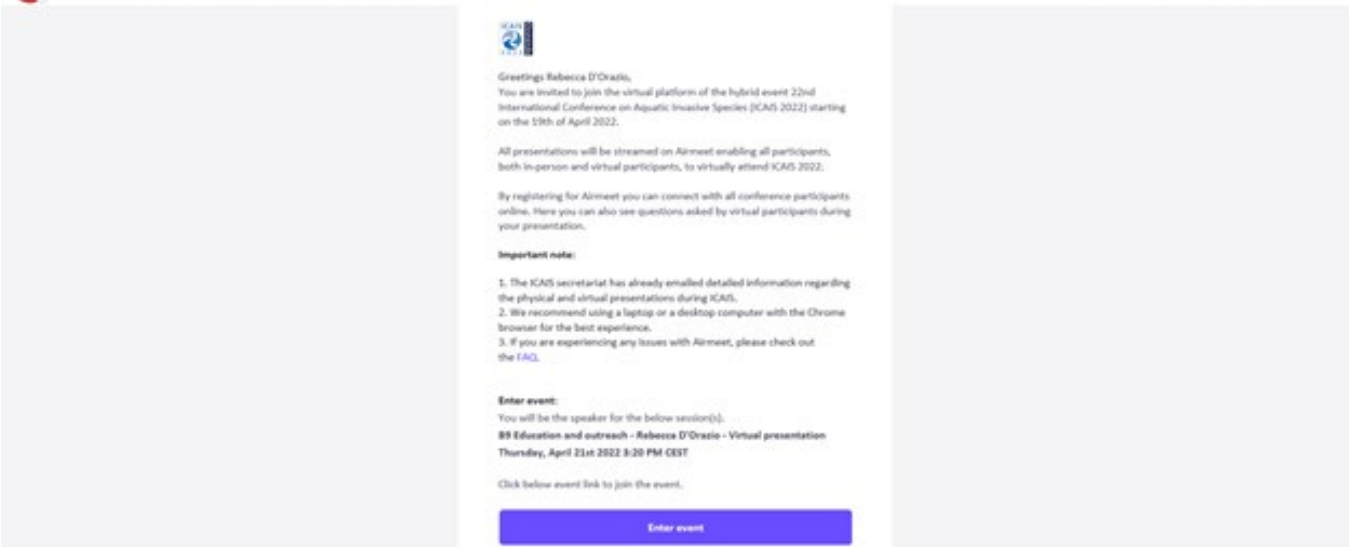 ICAIS
Greetings Rebecca D'Orazio,
You are invited to join the virtual platform of the hybrid event 22nd
International Conference on Aquatic Invasive Species (ICAIS 2022) starting
on the 19th of April 2022.
All presentations will be streamed on Airmeet enabling all participants,
both in-person and virtual participants, to virtually attend ICAIS 2022.
By registering for Airmeet you can connect with all conference participants
online. Here you can also see questions asked by virtual participants during
your presentation.
Important note:
1. The ICAIS secretariat has already emailed detailed information regarding
the physical and virtual presentations during ICAIS.
2. We recommend using a laptop or a desktop computer with the Chrome
browser for the best experience.
3. If you are experiencing any issues with Airmeet, please check out
the FAQ.
Enter event:
You will be the speaker for the below session(s).
B9 Education and outreach - Rebecca D'Orazio - Virtual presentation
Thursday, April 21st 2022 3:20 PM CEST
Click below event link to join the event.
Enter event